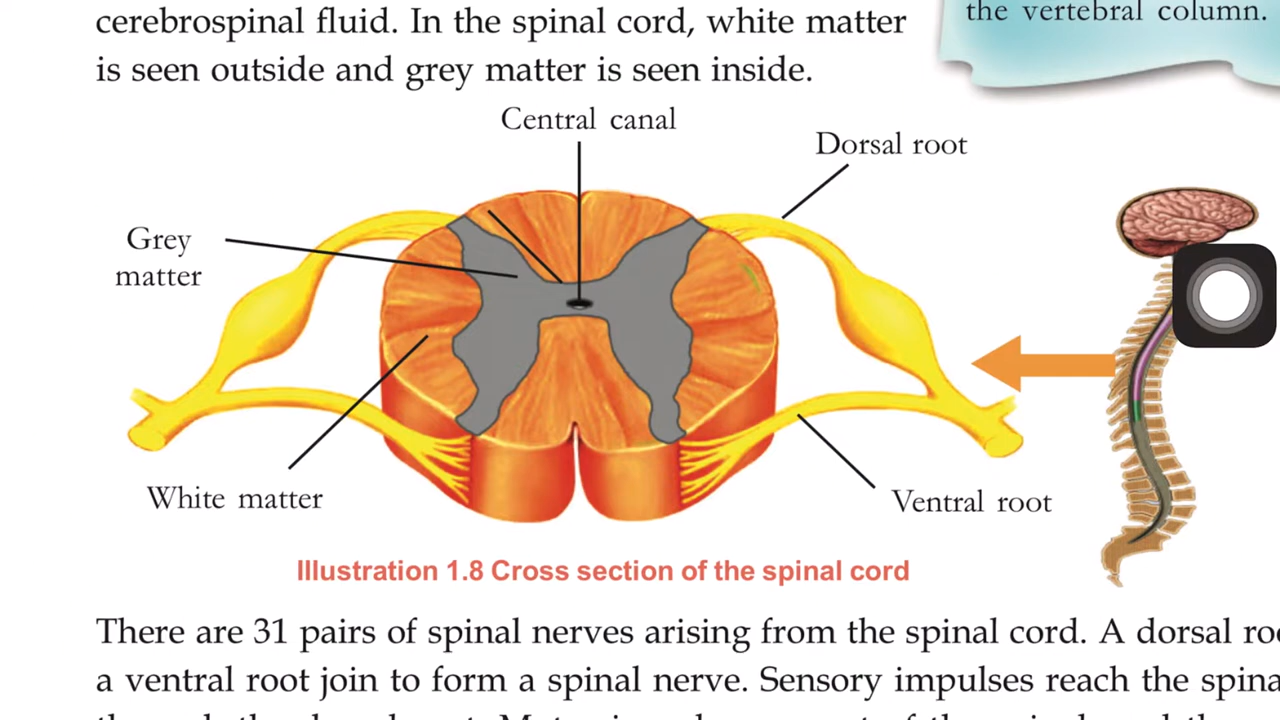 cerebrospinal fluid. In the spinal cord, white matter
is seen outside and grey matter is seen inside.
the vertebral column.
Central canal
Dorsal root
Grey
matter
White matter
Ventral root
Illustration 1.8 Cross section of the spinal cord
There are 31 pairs of spinal nerves arising from the spinal cord. A dorsal
a ventral root join to form a spinal nerve. Sensory impulses reach the